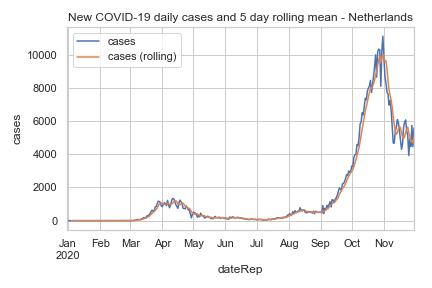 New COVID-19 daily cases and 5 day rolling mean - Netherlands
cases
cases (rolling)
10000
8000
6000
4000
2000
0
cases
Jan Feb Mar Apr May Jun Jul Aug Sep Oct Nov
2020
dateRep